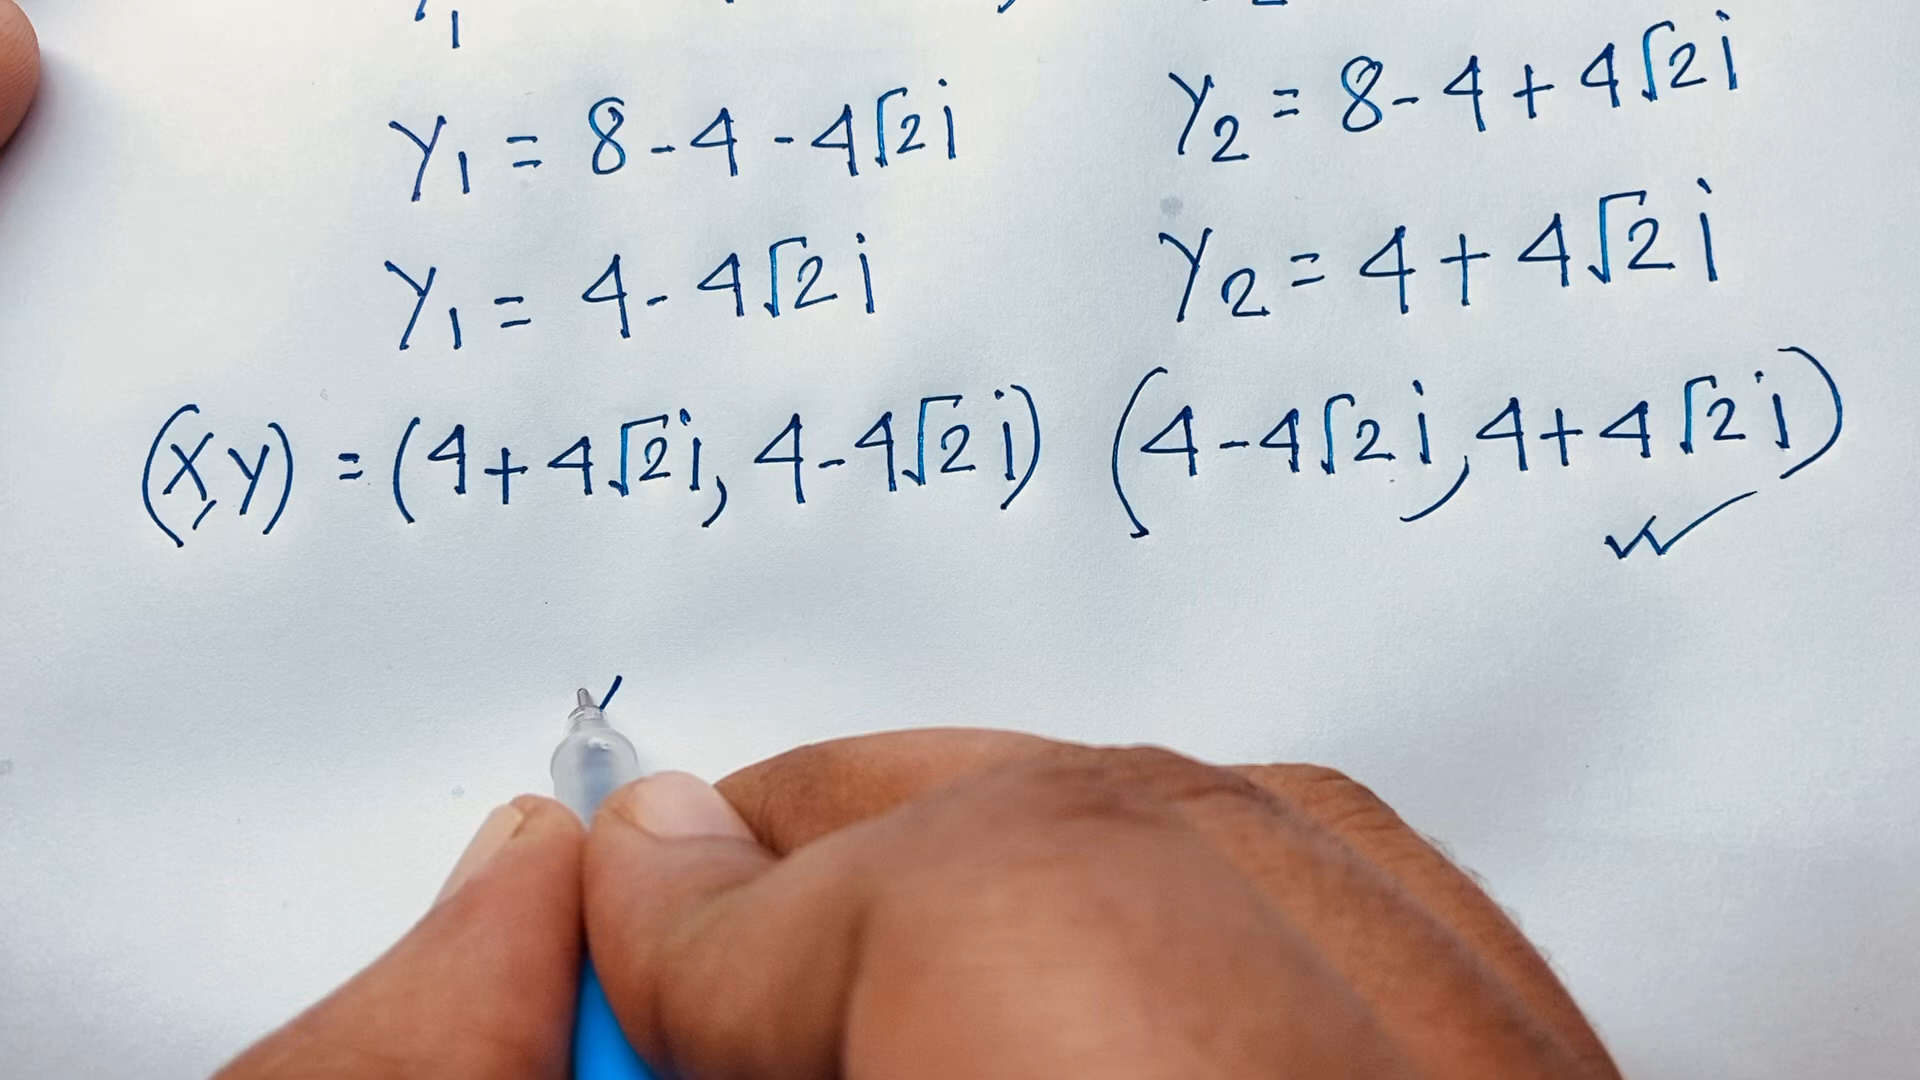 Y₁ = 8 - 4 - 4√2 i
Y₂ = 8 - 4 + 4√2 i
Y₁ = 4 - 4√2 i
Y₂ = 4 + 4√2 i
(x, y) = (4 + 4√2 i, 4 - 4√2 i) (4 - 4√2 i, 4 + 4√2 i)